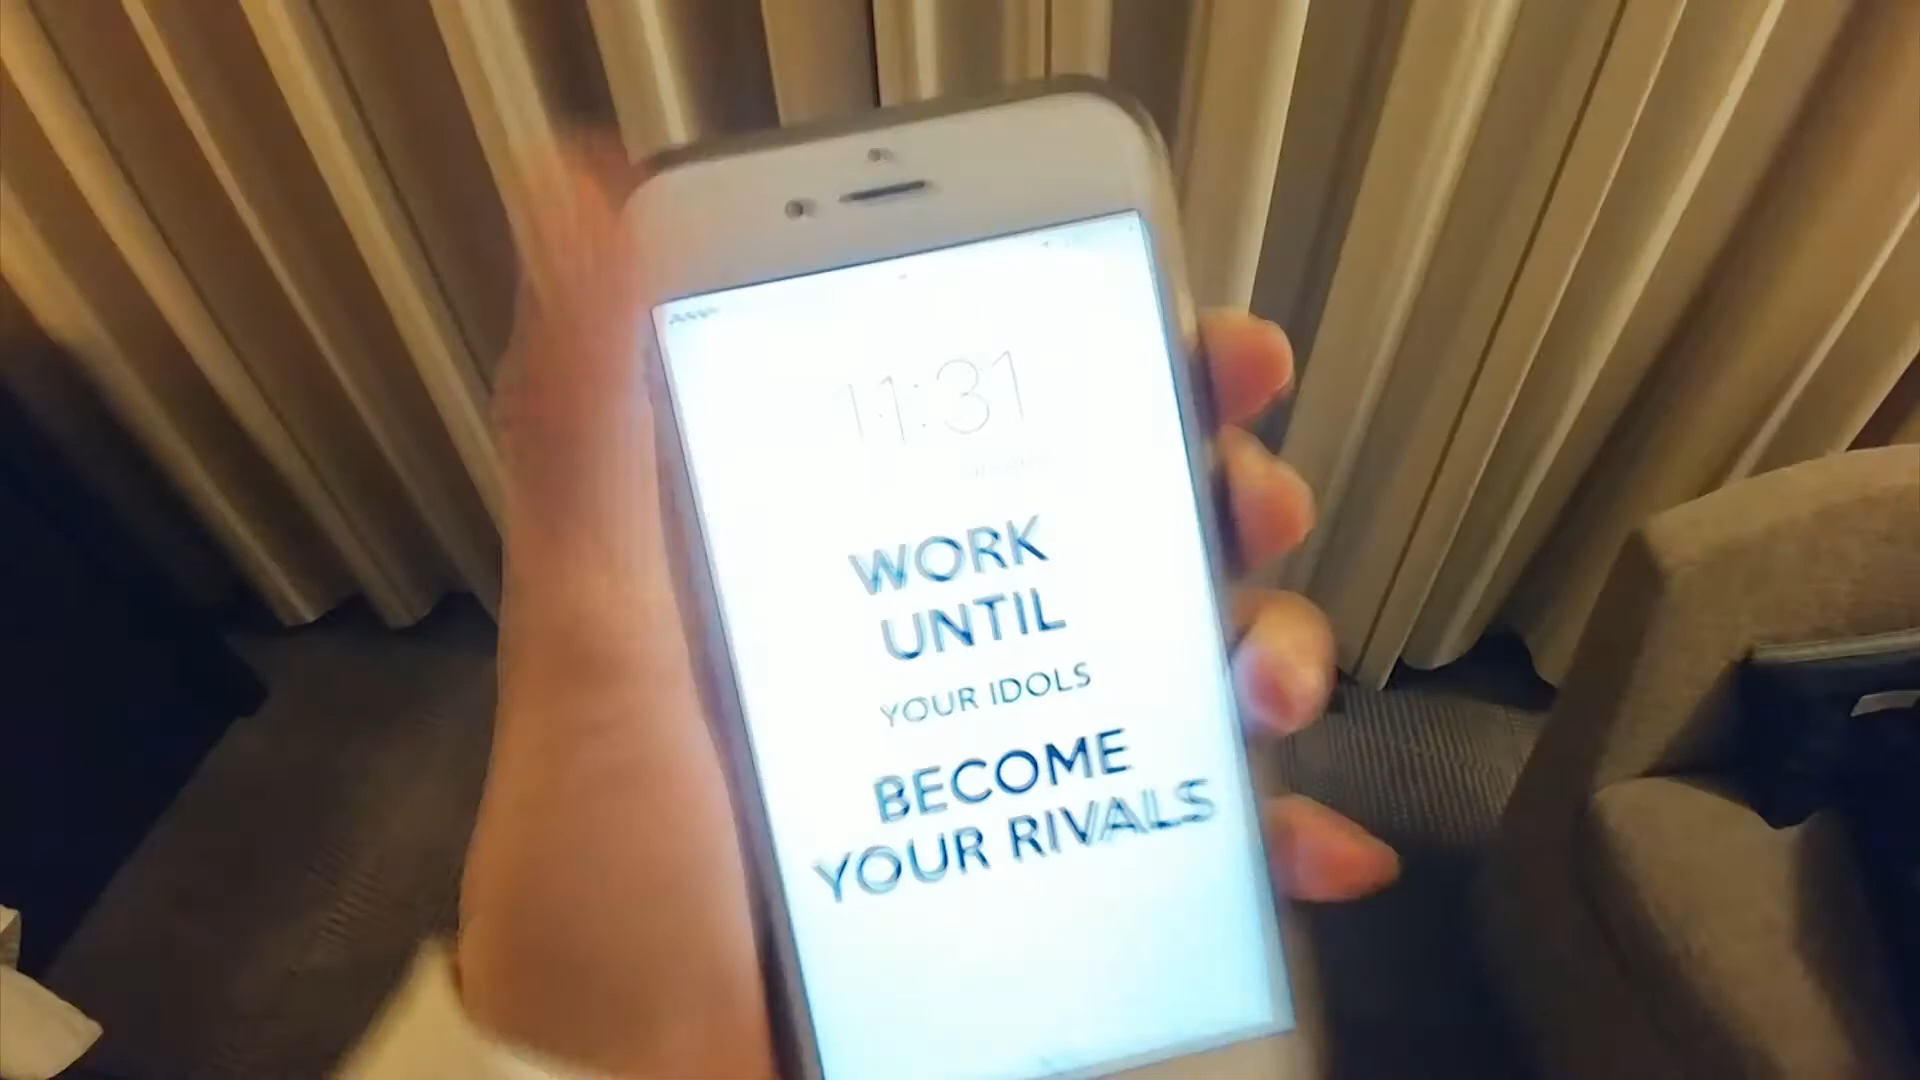 11:31
WORK
UNTIL
YOUR IDOLS
BECOME
YOUR RIVALS